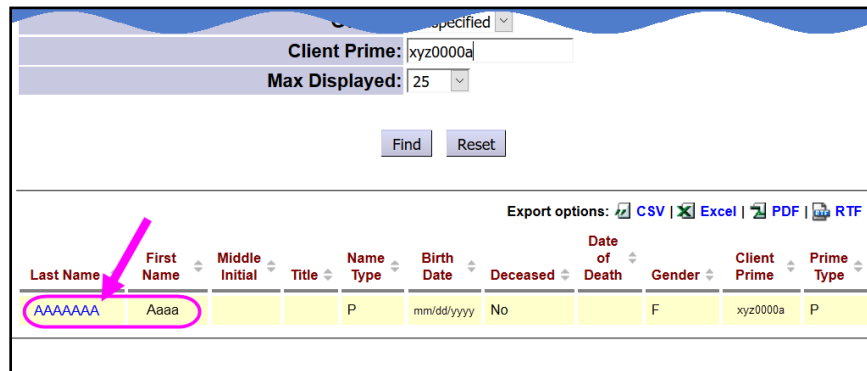 Client Prime: xyz0000a
Max Displayed: 25
Find Reset
Export options: CSV | Excel | PDF | RTF
Last Name First Name Middle Initial Title Name Type Birth Date Deceased Date of Death Gender Client Prime Prime Type
AAAAAAA Aaaa P mm/dd/yyyy No F xyz0000a P